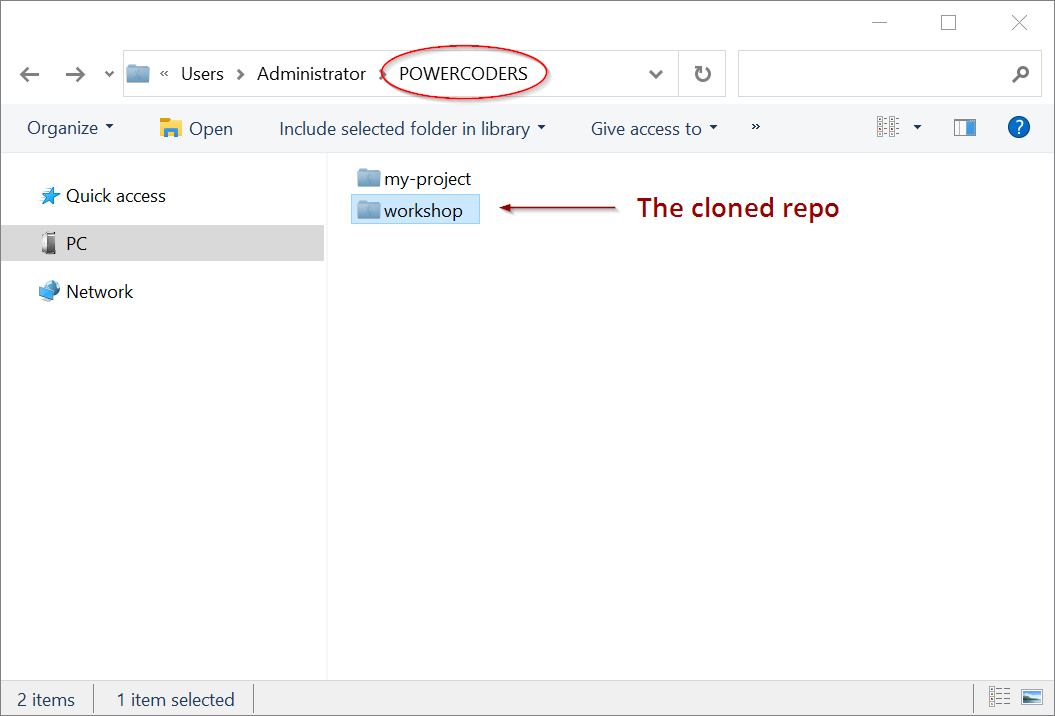 « Users > Administrator > POWERCODERS
Organize Open Include selected folder in library Give access to » ?
Quick access
PC
Network
my-project
workshop
The cloned repo
2 items 1 item selected